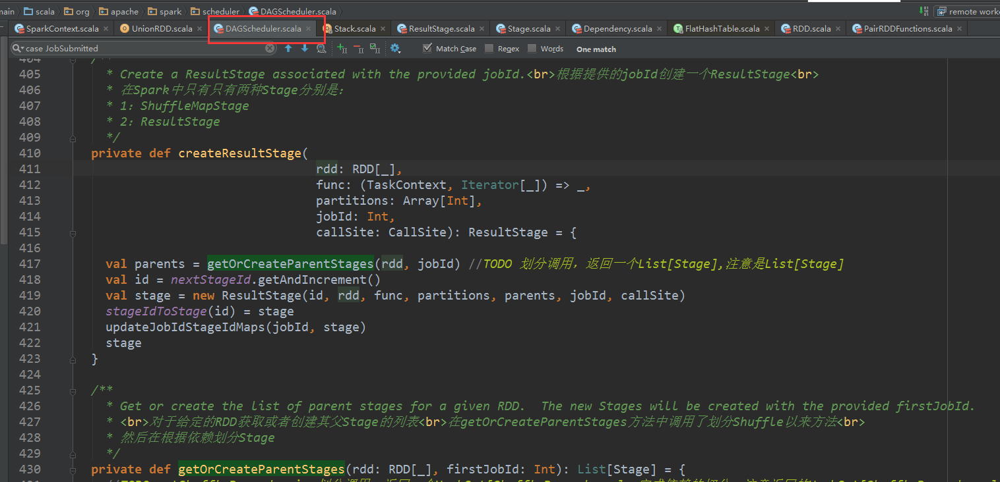 main scala org apache spark scheduler DAGScheduler.scala remote work
SparkContext.scala UnionRDD.scala DAGScheduler.scala Stack.scala ResultStage.scala Stage.scala Dependency.scala FlatHashTable.scala RDD.scala PairRDDFunctions.scala
case JobSubmitted Match Case Regex Words One match
404 /**
405 * Create a ResultStage associated with the provided jobId.<br>根据提供的jobId创建一个ResultStage<br>
406 * 在Spark中只有只有两种Stage分别是:
407 * 1: ShuffleMapStage
408 * 2: ResultStage
409 */
410 private def createResultStage(
411 rdd: RDD[_],
412 func: (TaskContext, Iterator[_]) => _,
413 partitions: Array[Int],
414 jobId: Int,
415 callSite: CallSite): ResultStage = {
416
417 val parents = getOrCreateParentStages(rdd, jobId) //TODO 划分调用，返回一个List[Stage],注意是List[Stage]
418 val id = nextStageId.getAndIncrement()
419 val stage = new ResultStage(id, rdd, func, partitions, parents, jobId, callSite)
420 stageIdToStage(id) = stage
421 updateJobIdStageIdMaps(jobId, stage)
422 stage
423 }
424
425 /**
426 * Get or create the list of parent stages for a given RDD.  The new Stages will be created with the provided firstJobId.
427 * <br>对于给定的RDD获取或者创建其父Stage的列表<br>在getOrCreateParentStages方法中调用了划分Shuffle以来方法<br>
428 * 然后在根据依赖划分Stage
429 */
430 private def getOrCreateParentStages(rdd: RDD[_], firstJobId: Int): List[Stage] = {